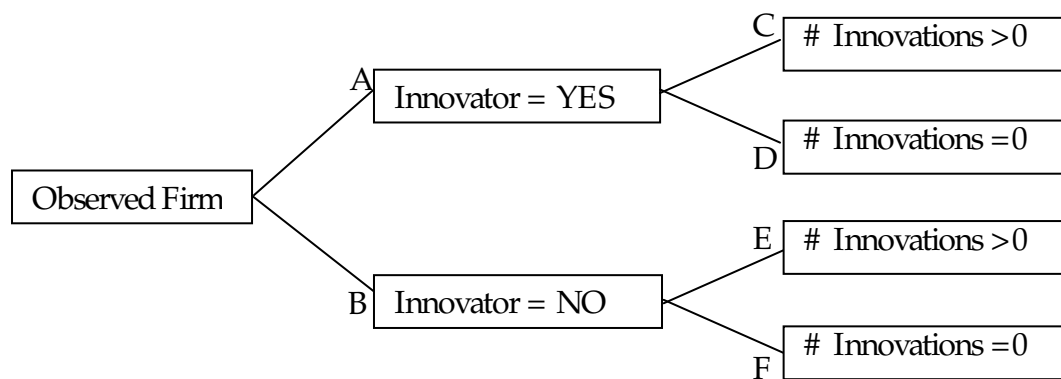 C
# Innovations >0
A
Innovator = YES
# Innovations =0
D
Observed Firm
E
# Innovations >0
B
Innovator = NO
# Innovations =0
F